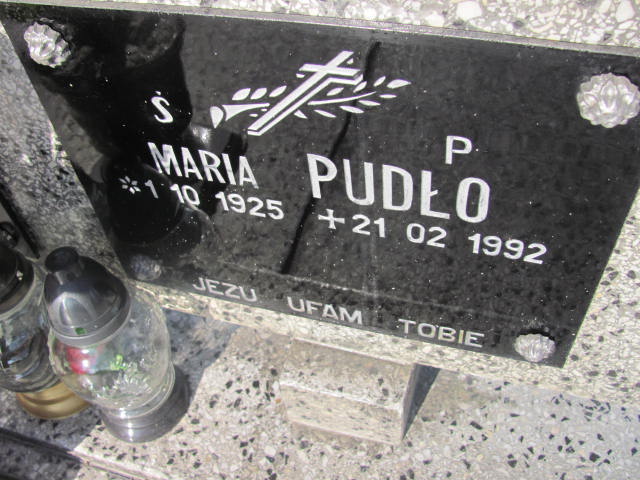 Ś P
MARIA PUDŁO
*1 10 1925 +21 02 1992
JEZU UFAM TOBIE